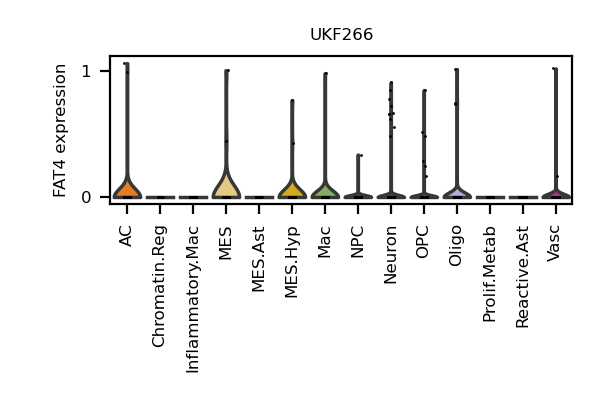 UKF266
FAT4 expression
1
0
AC
Chromatin.Reg
Inflammatory.Mac
MES
MES.Ast
MES.Hyp
Mac
NPC
Neuron
OPC
Oligo
Prolif.Metab
Reactive.Ast
Vasc